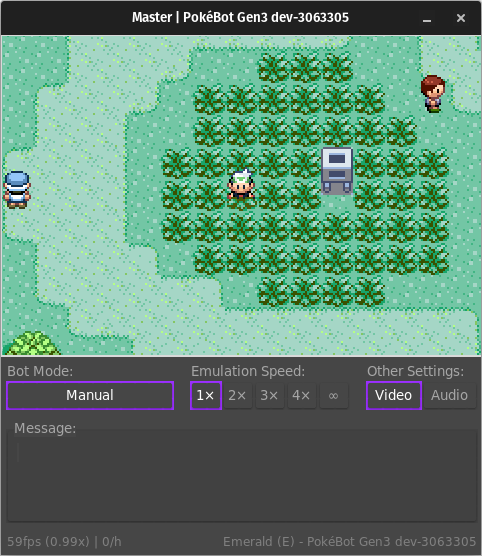 Master | PokéBot Gen3 dev-3063305
Bot Mode:
Emulation Speed:
Other Settings:
Manual
1× 2× 3× 4× ∞
Video Audio
Message:
59fps (0.99x) | 0/h
Emerald (E) - PokéBot Gen3 dev-3063305